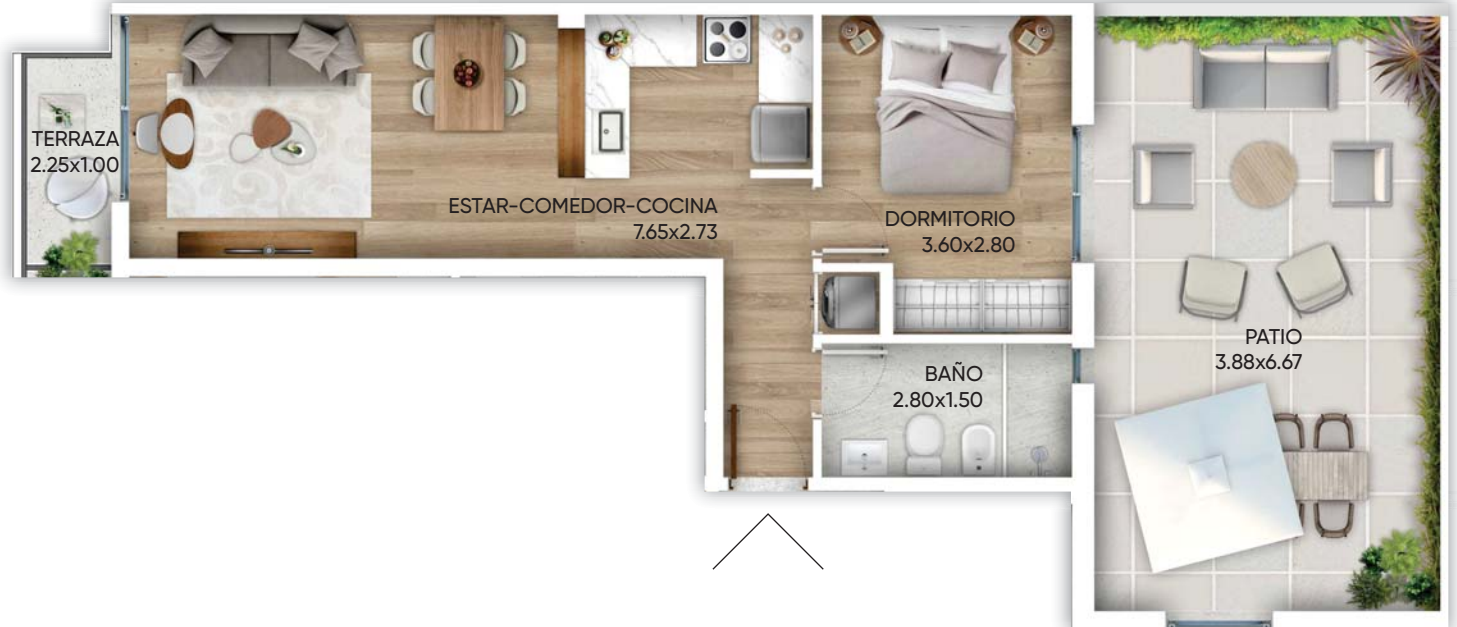 TERRAZA
2.25x1.00
ESTAR-COMEDOR-COCINA
7.65x2.73
DORMITORIO
3.60x2.80
PATIO
3.88x6.67
BAÑO
2.80x1.50